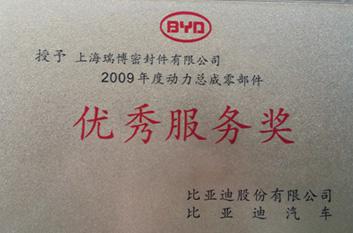 BYD
授予 上海瑞博密封件有限公司
2009年度动力总成零部件
优秀服务奖
比亚迪股份有限公司
比亚迪汽车